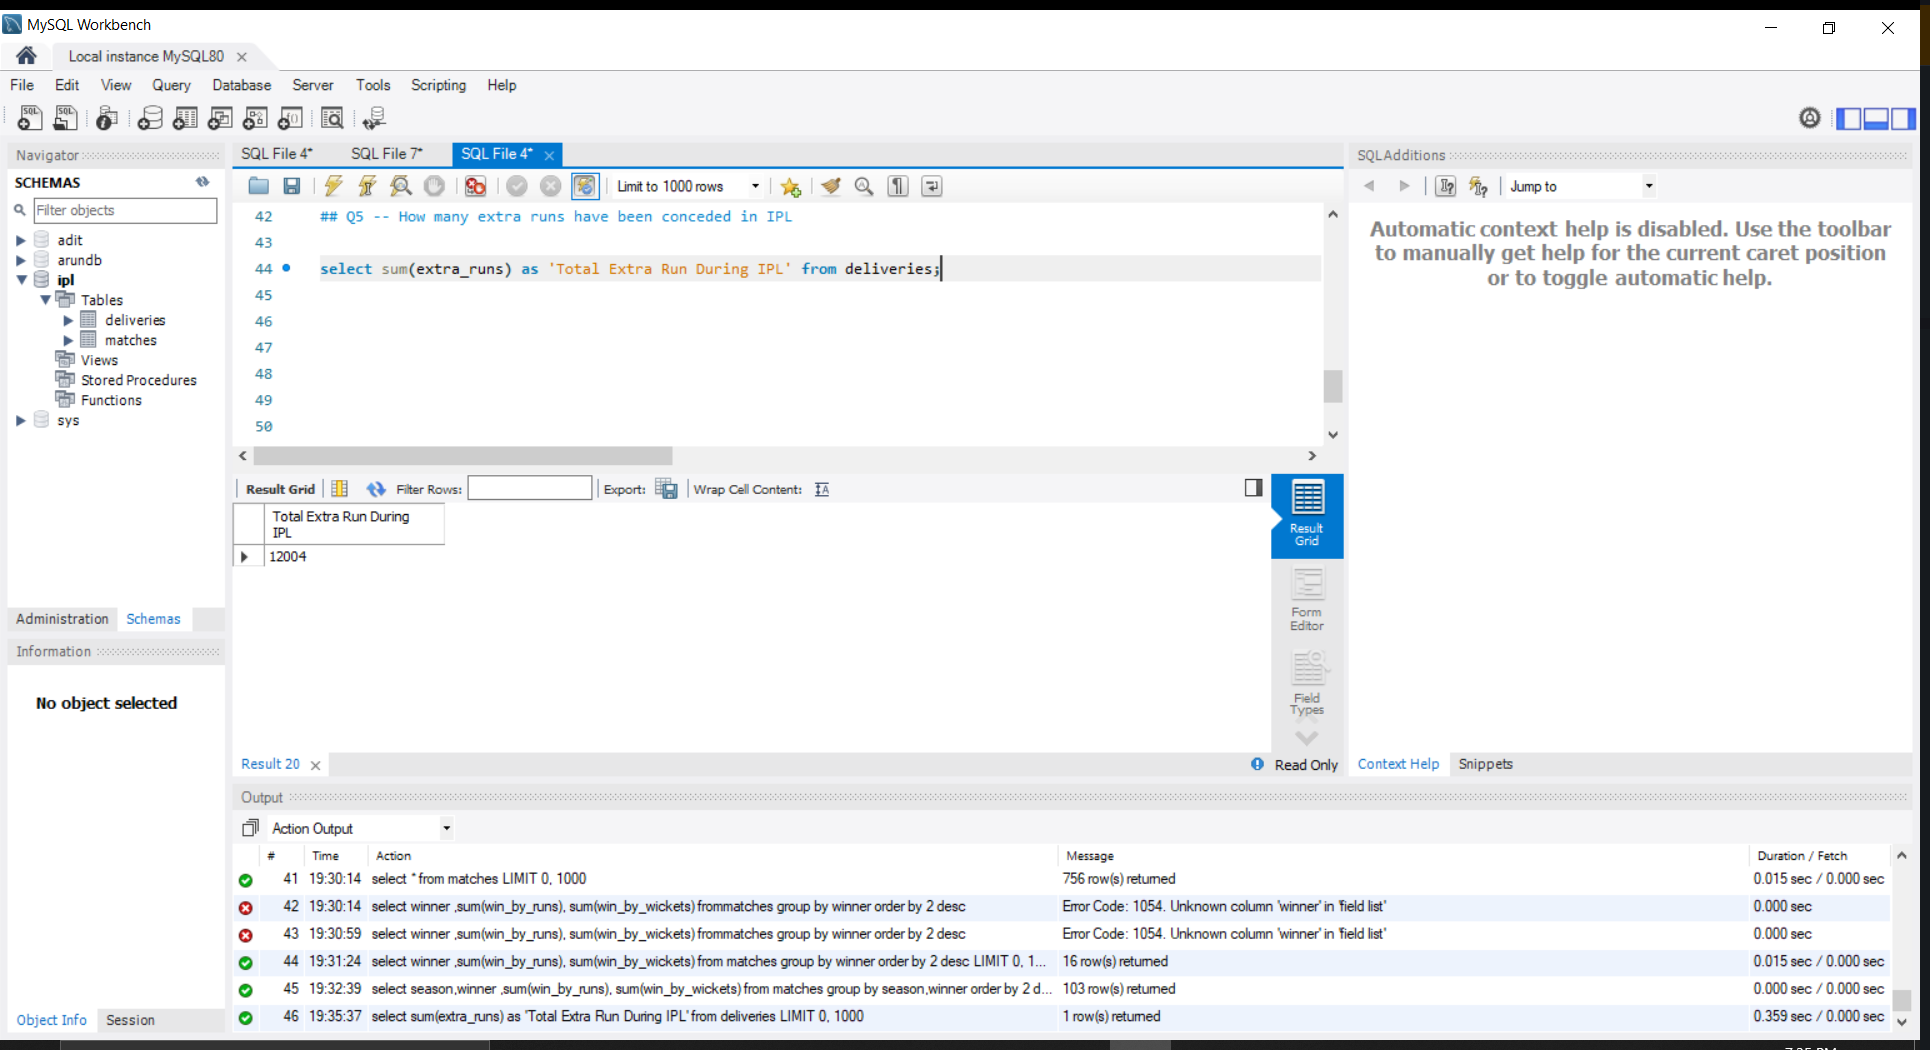 MySQL Workbench
Local instance MySQL80
File Edit View Query Database Server Tools Scripting Help
Navigator
SCHEMAS
Filter objects
adit
arundb
ipl
Tables
deliveries
matches
Views
Stored Procedures
Functions
sys
Administration Schemas
Information
No object selected
Object Info Session
SQL File 4* SQL File 7* SQL File 4*
Limit to 1000 rows
42 ## Q5 -- How many extra runs have been conceded in IPL
43
44 select sum(extra_runs) as 'Total Extra Run During IPL' from deliveries;
45
46
47
48
49
50
Result Grid Filter Rows: Export: Wrap Cell Content:
Total Extra Run During
IPL
12004
Result
Grid
Form
Editor
Field
Types
Result 20 Read Only
SQLAdditions
Jump to
Automatic context help is disabled. Use the toolbar
to manually get help for the current caret position
or to toggle automatic help.
Context Help Snippets
Output
Action Output
# Time Action Message Duration / Fetch
41 19:30:14 select * from matches LIMIT 0, 1000 756 row(s) returned 0.015 sec / 0.000 sec
42 19:30:14 select winner ,sum(win_by_runs), sum(win_by_wickets) frommatches group by winner order by 2 desc Error Code: 1054. Unknown column 'winner' in 'field list' 0.000 sec
43 19:30:59 select winner ,sum(win_by_runs), sum(win_by_wickets) frommatches group by winner order by 2 desc Error Code: 1054. Unknown column 'winner' in 'field list' 0.000 sec
44 19:31:24 select winner ,sum(win_by_runs), sum(win_by_wickets) from matches group by winner order by 2 desc LIMIT 0, 1... 16 row(s) returned 0.015 sec / 0.000 sec
45 19:32:39 select season,winner ,sum(win_by_runs), sum(win_by_wickets) from matches group by season,winner order by 2 d... 103 row(s) returned 0.000 sec / 0.000 sec
46 19:35:37 select sum(extra_runs) as 'Total Extra Run During IPL' from deliveries LIMIT 0, 1000 1 row(s) returned 0.359 sec / 0.000 sec